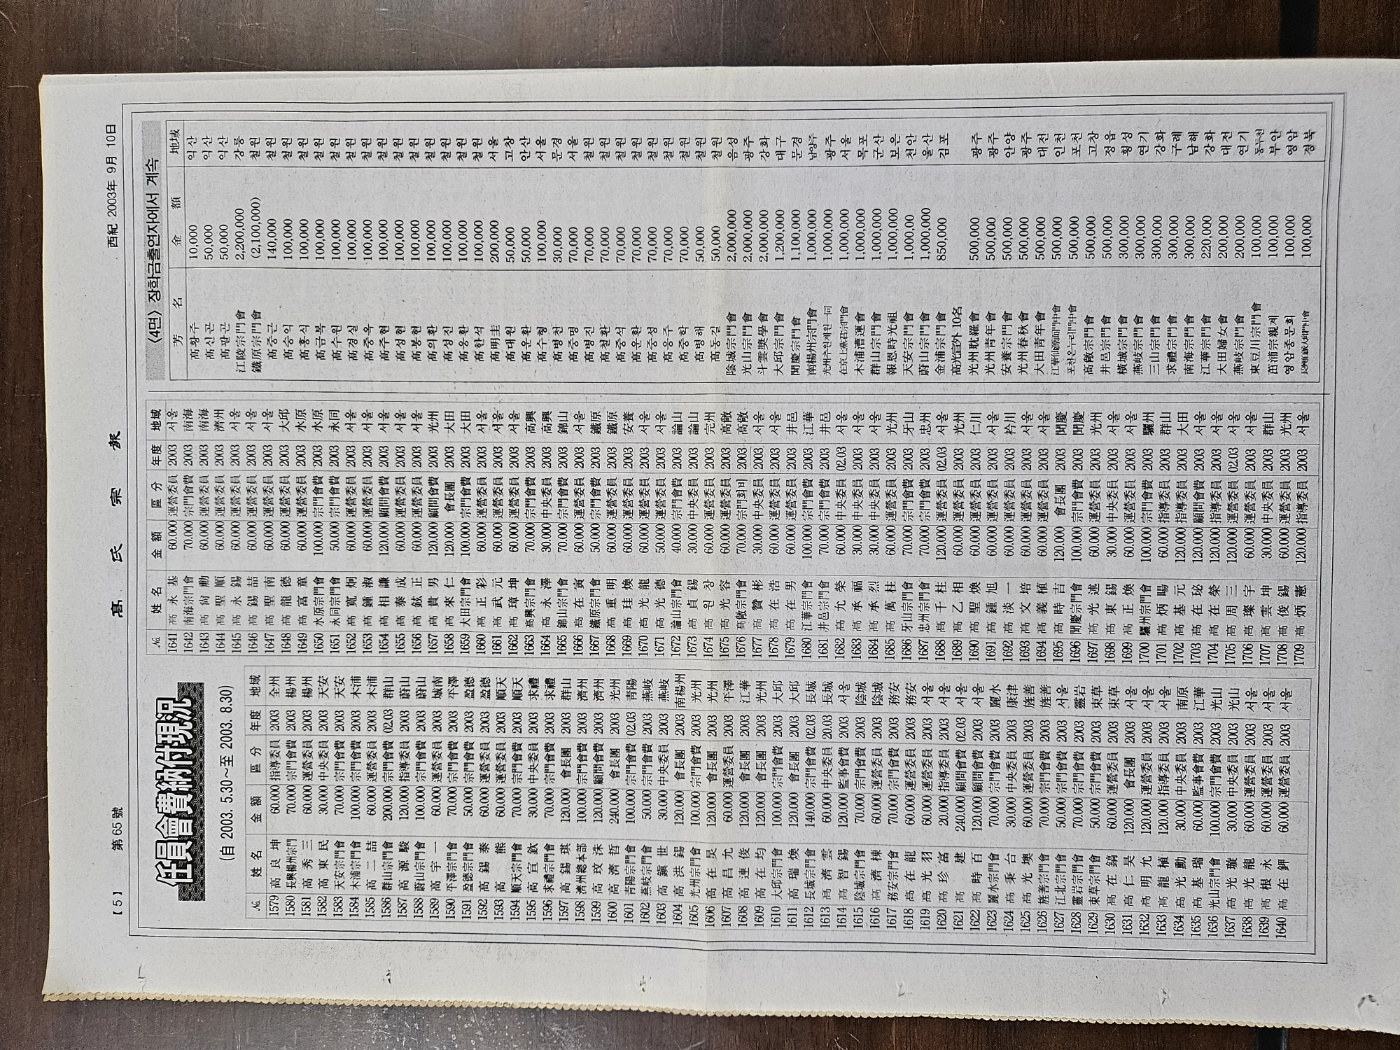 【5】 第65號 高氏宗報 西紀 2003年 9月 10日
任員會費納付現況
(自 2003. 5.30～至 2003. 8.30)
№ 姓名 金額 區分 年度 地域
1579 高良坤 60.000 指導委員 2003 全州
1580 長興楊州宗門 70.000 宗門會費 2003 楊州
1581 高秀三 60.000 運營委員 2003 楊州
1582 高東民 30.000 中央委員 2003 天安
1583 天安宗門會 70.000 宗門會費 2003 天安
1584 木浦宗門會 100.000 宗門會費 2003 木浦
1585 高二喆 60.000 運營委員 2003 木浦
1586 群山宗門會 200.000 宗門會費 02.03 群山
1587 高源駿 120.000 指導委員 2003 蔚山
1588 蔚山宗門會 100.000 宗門會費 2003 蔚山
1589 高宇一 60.000 運營委員 2003 城南
1590 平澤宗門會 70.000 宗門會費 2003 平澤
1591 盈德宗門會 50.000 宗門會費 2003 盈德
1592 高錫泰 60.000 運營委員 2003 盈德
1593 高熊 60.000 運營委員 2003 順天
1594 順天宗門會 70.000 宗門會費 2003 順天
1595 高宣欽 30.000 中央委員 2003 求禮
1596 求禮宗門會 70.000 宗門會費 2003 求禮
1597 高錫琪 120.000 會長團 2003 群山
1598 濟州總本部 100.000 宗門會費 2003 濟州
1599 高玟洙 120.000 顧問會費 2003 濟州
1600 高濟哲 240.000 會長團 2003 光州
1601 靑陽宗門會 100.000 宗門會費 02.03 靑陽
1602 燕岐宗門會 50.000 宗門會費 2003 燕岐
1603 高鎭世 30.000 中央委員 2003 燕岐
1604 高洪錫 120.000 會長團 2003 南楊州
1605 光州宗門會 100.000 宗門會費 2003 光州
1606 高在昊 120.000 會長團 2003 光州
1607 高昌允 60.000 運營委員 2003 平澤
1608 高連俊 120.000 會長團 2003 江華
1609 高在均 120.000 會長團 2003 光州
1610 大邱宗門會 100.000 宗門會費 2003 大邱
1611 高瑞煥 120.000 會長團 2003 大邱
1612 長城宗門會 140.000 宗門會費 02.03 長城
1613 高濟雲 60.000 中央委員 20.03 長城
1614 高智錫 120.000 監事會費 2003 서울
1615 陰城宗門會 70.000 宗門會費 2003 陰城
1616 高濟棟 60.000 運營委員 2003 陰城
1617 務安宗門會 70.000 宗門會費 2003 務安
1618 高在龍 60.000 運營委員 2003 務安
1619 高光羽 60.000 運營委員 2003 서울
1620 高珍富 20.000 指導委員 2003 서울
1621 高建 240.000 顧問會費 02.03 서울
1622 高時百 120.000 顧問會費 2003 서울
1623 麗水宗門會 70.000 宗門會費 2003 麗水
1624 高秉台 30.000 中央委員 2003 康津
1625 高光墺 60.000 運營委員 2003 旌善
1626 旌善宗門會 70.000 宗門會費 2003 旌善
1627 江北宗門會 50.000 宗門會費 2003 서울
1628 靈岩宗門會 70.000 宗門會費 2003 靈岩
1629 束草宗門會 50.000 宗門會費 2003 束草
1630 高在鎬 60.000 運營委員 2003 束草
1631 高仁昊 120.000 會長團 2003 서울
1632 高明允 120.000 運營委員 2003 서울
1633 高龍植 120.000 指導委員 2003 서울
1634 高光勳 30.000 中央委員 2003 南原
1635 高基瑞 60.000 監事會費 2003 江華
1636 光山宗門會 100.000 宗門會費 2003 光山
1637 高光璇 30.000 中央委員 2003 光山
1638 高光龍 60.000 運營委員 2003 서울
1639 高根永 60.000 運營委員 2003 서울
1640 高在鉀 60.000 運營委員 2003 서울
№ 姓名 金額 區分 年度 地域
1641 高永基 60.000 運營委員 2003 서울
1642 南海宗門會 70.000 宗門會費 2003 南海
1643 高尙勳 60.000 運營委員 2003 南海
1644 高聖順 60.000 運營委員 2003 濟州
1645 高永錫 60.000 運營委員 2003 서울
1646 高錫喆 60.000 運營委員 2003 서울
1647 高聖南 60.000 運營委員 2003 서울
1648 高龍德 60.000 運營委員 2003 大邱
1649 高富童 60.000 運營委員 2003 水原
1650 水原宗門會 100.000 宗門會費 2003 水原
1651 永同宗門會 50.000 宗門會費 2003 永同
1652 高寬炯 60.000 運營委員 2003 서울
1653 高鍾淑 60.000 運營委員 2003 서울
1654 高相謙 120.000 顧問會費 2003 서울
1655 高泰成 60.000 運營委員 2003 서울
1656 高鉉正 60.000 運營委員 2003 서울
1657 高貴男 120.000 顧問會費 2003 光州
1658 高來仁 120.000 會長團 2003 大田
1659 大田宗門會 100.000 宗門會費 2003 大田
1660 高正彩 60.000 運營委員 2003 서울
1661 高武元 60.000 運營委員 2003 서울
1662 高璋坤 60.000 運營委員 2003 서울
1663 高興宗門會 70.000 宗門會費 2003 高興
1664 高永澤 30.000 中央委員 2003 高興
1665 錦山宗門會 70.000 宗門會費 2003 錦山
1666 高在寅 60.000 運營委員 2003 서울
1667 鐵原宗門會 50.000 宗門會費 2003 鐵原
1668 高重明 60.000 運營委員 2003 鐵原
1669 高珪煥 60.000 運營委員 2003 安養
1670 高光龍 60.000 運營委員 2003 서울
1671 高光德 50.000 運營委員 2003 서울
1672 論山宗門會 40.000 宗門會費 2003 論山
1673 高貞錫 30.000 中央委員 2003 論山
1674 高원창 60.000 運營委員 2003 完州
1675 高光容 60.000 運營委員 2003 高敞
1676 高敞宗門會 70.000 宗門회비 2003 高敞
1677 高贊彬 30.000 中央委員 2003 서울
1678 高在浩 60.000 運營委員 2003 서울
1679 高在男 60.000 運營委員 2003 井邑
1680 江華宗門會 100.000 宗門會費 2003 江華
1681 井邑宗門會 70.000 宗門會費 2003 井邑
1682 高允榮 60.000 中央委員 02.03 서울
1683 高承福 30.000 中央委員 2003 서울
1684 高承烈 30.000 中央委員 2003 서울
1685 高萬柱 60.000 運營委員 2003 光州
1686 牙山宗門會 70.000 宗門會費 2003 牙山
1687 忠州宗門會 70.000 宗門會費 2003 忠州
1688 高千柱 120.000 運營委員 02.03 서울
1689 高乙相 60.000 運營委員 2003 光州
1690 高聖煥 60.000 運營委員 2003 仁川
1691 高鍾旭 60.000 運營委員 2003 서울
1692 高淡一 60.000 運營委員 2003 衿川
1693 高文培 60.000 運營委員 2003 서울
1694 高義植 60.000 運營委員 2003 서울
1695 高時吉 120.000 會長團 2003 聞慶
1696 聞慶宗門會 100.000 宗門會費 2003 聞慶
1697 高光連 60.000 運營委員 2003 光州
1698 高東錫 30.000 中央委員 2003 서울
1699 高正煥 60.000 運營委員 2003 서울
1700 驪州宗門會 100.000 宗門會費 2003 驪州
1701 高炳暘 60.000 指導委員 2003 群山
1702 高基元 120.000 指導委員 2003 大田
1703 高在珌 120.000 顧問會費 2003 서울
1704 高在榮 120.000 指導委員 2003 서울
1705 高周三 120.000 運營委員 02.03 서울
1706 高璨宇 60.000 運營委員 2003 서울
1707 高雲坤 30.000 中央委員 2003 群山
1708 高俊錫 60.000 運營委員 2003 光州
1709 高炳憲 120.000 指導委員 2003 서울
〈4면〉 장학금출연자에서 계속
芳名 金額 地域
高황주 10,000 익산
高신곤 50,000 익산
高팔곤 50,000 익산
江陵宗門會 2,200,000 강릉
鐵原宗門會 (2,100,000) 철원
高중근 140,000 철원
高승익 100,000 철원
高홍식 100,000 철원
高금복 100,000 철원
高수원 100,000 철원
高경실 100,000 철원
高중옥 100,000 철원
高주현 100,000 철원
高성현 100,000 철원
高봉현 100,000 철원
高의환 100,000 철원
高성진 100,000 철원
高웅환 100,000 철원
高한석 100,000 철원
高明圭 200,000 서울
高대원 50,000 고창
高운환 50,000 안산
高수형 100,000 서울
高병천 30,000 문경
高중명 70,000 서울
高병진 70,000 철원
高철환 70,000 철원
高중식 70,000 철원
高운환 70,000 철원
高중성 70,000 철원
高응주 70,000 철원
高중학 70,000 철원
高병해 50,000 철원
高동길 50,000 철원
陰城宗門會 2,000,000 음성
光山宗門會 2,000,000 광주
斗雲奬學會 2,000,000 강화
大邱宗門會 1,200,000 대구
聞慶宗門會 1,100,000 문경
南楊州宗門會 1,000,000 남양주
光州추원계원一同 1,000,000 광주
在京上燕君宗門會 1,000,000 서울
木浦漕運會 1,000,000 목포
群山宗門會 1,000,000 군산
報恩時光祖 1,000,000 보은
天安宗門會 1,000,00 천안
蔚山宗門會 1,000,000 울산
金浦宗門會 850,000 김포
高光宣外 10名
光州耽羅會 500,000 광주
光州靑年會 500,000 광주
安養宗門會 500,000 안양
光州春秋會 500,000 광주
大田靑年會 500,000 대전
500,000 인천
포천온누리門中會 500,000 포천
高敞宗門會 500,000 고창
井邑宗門會 500,000 정읍
橫城宗門會 300,000 횡성
燕岐宗門會 300,000 연기
三山宗門會 300,000 강화
求禮宗門會 300,000 구례
南海宗門會 300,000 남해
江華宗門會 220,000 강화
大田婦女會 200,000 대전
燕岐宗門會 200,000 연기
東豆川宗門會 100,000 동두천
茁浦宗親계 100,000 부안
영암종문회 100,000 영암
100,000 경북